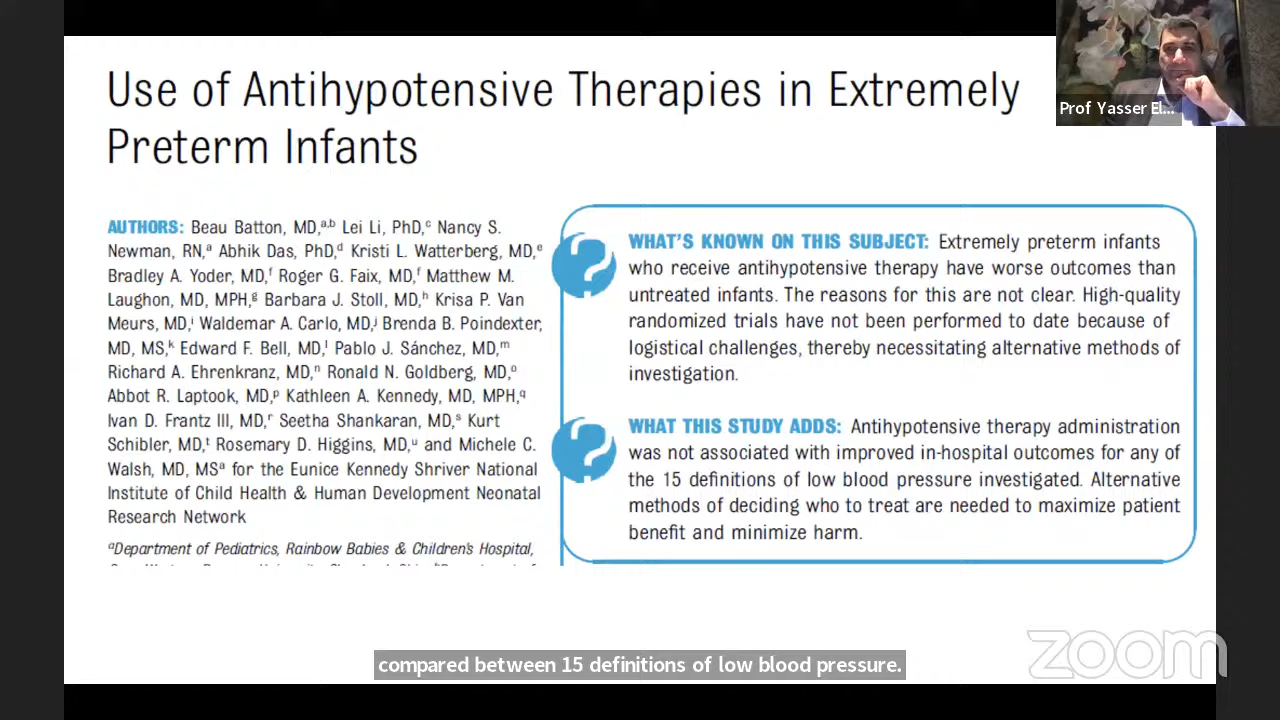 Use of Antihypotensive Therapies in Extremely
Preterm Infants
Prof Yasser El...
AUTHORS: Beau Batton, MD,a,b Lei Li, PhD,c Nancy S.
Newman, RN,a Abhik Das, PhD,d Kristi L. Watterberg, MD,e
Bradley A. Yoder, MD,f Roger G. Faix, MD,f Matthew M.
Laughon, MD, MPH,g Barbara J. Stoll, MD,h Krisa P. Van
Meurs, MD,i Waldemar A. Carlo, MD,j Brenda B. Poindexter,
MD, MS,k Edward F. Bell, MD,l Pablo J. Sánchez, MD,m
Richard A. Ehrenkranz, MD,n Ronald N. Goldberg, MD,o
Abbot R. Laptook, MD,p Kathleen A. Kennedy, MD, MPH,q
Ivan D. Frantz III, MD,r Seetha Shankaran, MD,s Kurt
Schibler, MD,t Rosemary D. Higgins, MD,u and Michele C.
Walsh, MD, MSa for the Eunice Kennedy Shriver National
Institute of Child Health & Human Development Neonatal
Research Network
aDepartment of Pediatrics, Rainbow Babies & Children's Hospital,
WHAT'S KNOWN ON THIS SUBJECT: Extremely preterm infants
who receive antihypotensive therapy have worse outcomes than
untreated infants. The reasons for this are not clear. High-quality
randomized trials have not been performed to date because of
logistical challenges, thereby necessitating alternative methods of
investigation.
WHAT THIS STUDY ADDS: Antihypotensive therapy administration
was not associated with improved in-hospital outcomes for any of
the 15 definitions of low blood pressure investigated. Alternative
methods of deciding who to treat are needed to maximize patient
benefit and minimize harm.
compared between 15 definitions of low blood pressure.
zoom